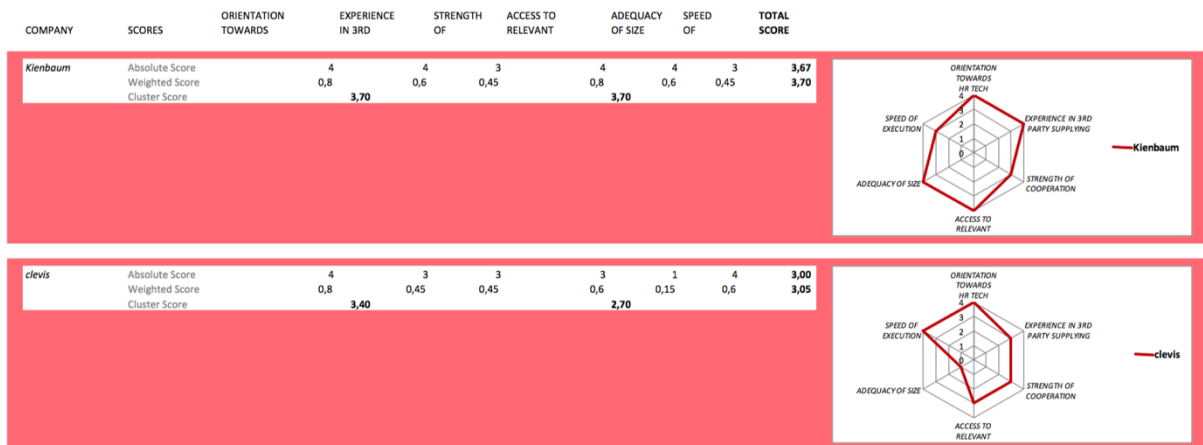 COMPANY SCORES ORIENTATION TOWARDS EXPERIENCE IN 3RD STRENGTH OF ACCESS TO RELEVANT ADEQUACY OF SIZE SPEED OF TOTAL SCORE
Kienbaum Absolute Score 4 4 3 4 4 3 3,67
Weighted Score 0,8 0,6 0,45 0,8 0,6 0,45 3,70
Cluster Score 3,70 3,70
ORIENTATION
TOWARDS
HR TECH
4
3
2
1
0
EXPERIENCE IN 3RD
PARTY SUPPLYING
STRENGTH OF
COOPERATION
ACCESS TO
RELEVANT
ADEQUACY OF SIZE
SPEED OF
EXECUTION
Kienbaum
clevis Absolute Score 4 3 3 3 1 4 3,00
Weighted Score 0,8 0,45 0,45 0,6 0,15 0,6 3,05
Cluster Score 3,40 2,70
ORIENTATION
TOWARDS
HR TECH
4
3
2
1
0
EXPERIENCE IN 3RD
PARTY SUPPLYING
STRENGTH OF
COOPERATION
ACCESS TO
RELEVANT
ADEQUACY OF SIZE
SPEED OF
EXECUTION
clevis